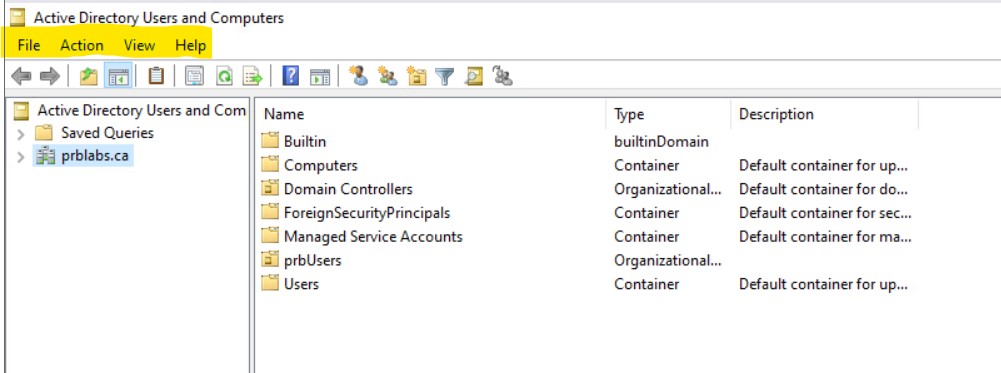 Active Directory Users and Computers
File Action View Help
Active Directory Users and Com
Saved Queries
prblabs.ca
Name Type Description
Builtin builtinDomain
Computers Container Default container for up...
Domain Controllers Organizational... Default container for do...
ForeignSecurityPrincipals Container Default container for sec...
Managed Service Accounts Container Default container for ma...
prbUsers Organizational...
Users Container Default container for up...